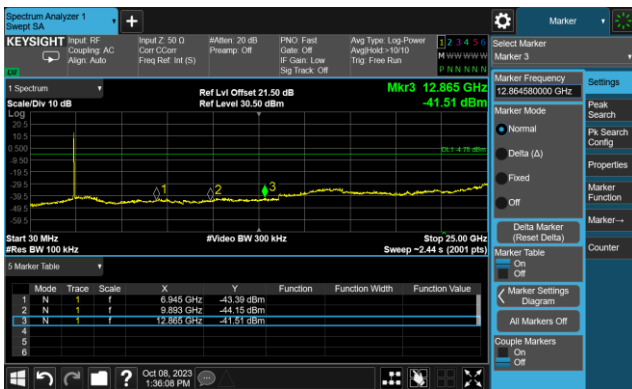 Spectrum Analyzer 1
Swept SA
+
Marker
KEYSIGHT
Input: RF
Coupling: AC
Align: Auto
Input Z: 50 Ω
Corr CCorr
Freq Ref: Int (S)
#Atten: 20 dB
Preamp: Off
PNO: Fast
Gate: Off
IF Gain: Low
Sig Track: Off
Avg Type: Log-Power
Avg|Hold:>10/10
Trig: Free Run
1 2 3 4 5 6
M W W W W W
P N N N N N
Select Marker
Marker 3
1 Spectrum
Scale/Div 10 dB
Log
Ref Lvl Offset 21.50 dB
Ref Level 30.50 dBm
Mkr3 12.865 GHz
-41.51 dBm
20.5
10.5
0.500
-9.50
-19.5
-29.5
-39.5
-49.5
-59.5
1
2
3
Start 30 MHz
#Res BW 100 kHz
#Video BW 300 kHz
Stop 25.00 GHz
Sweep ~2.44 s (2001 pts)
5 Marker Table
Mode Trace Scale X Y Function Function Width Function Value
1 N 1 f 6.945 GHz -43.39 dBm
2 N 1 f 9.893 GHz -44.15 dBm
3 N 1 f 12.865 GHz -41.51 dBm
4
5
6
Marker Frequency
12.864580000 GHz
Marker Mode
Normal
Delta (Δ)
Fixed
Off
Delta Marker
(Reset Delta)
Marker Table
On
Off
Marker Settings
Diagram
All Markers Off
Couple Markers
On
Off
Settings
Peak
Search
Pk Search
Config
Properties
Marker
Function
Marker→
Counter
?
Oct 08, 2023
1:36:08 PM